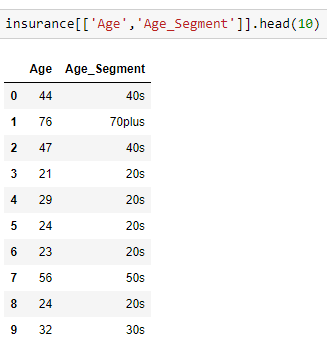 insurance[['Age','Age_Segment']].head(10)
Age Age_Segment
0 44 40s
1 76 70plus
2 47 40s
3 21 20s
4 29 20s
5 24 20s
6 23 20s
7 56 50s
8 24 20s
9 32 30s